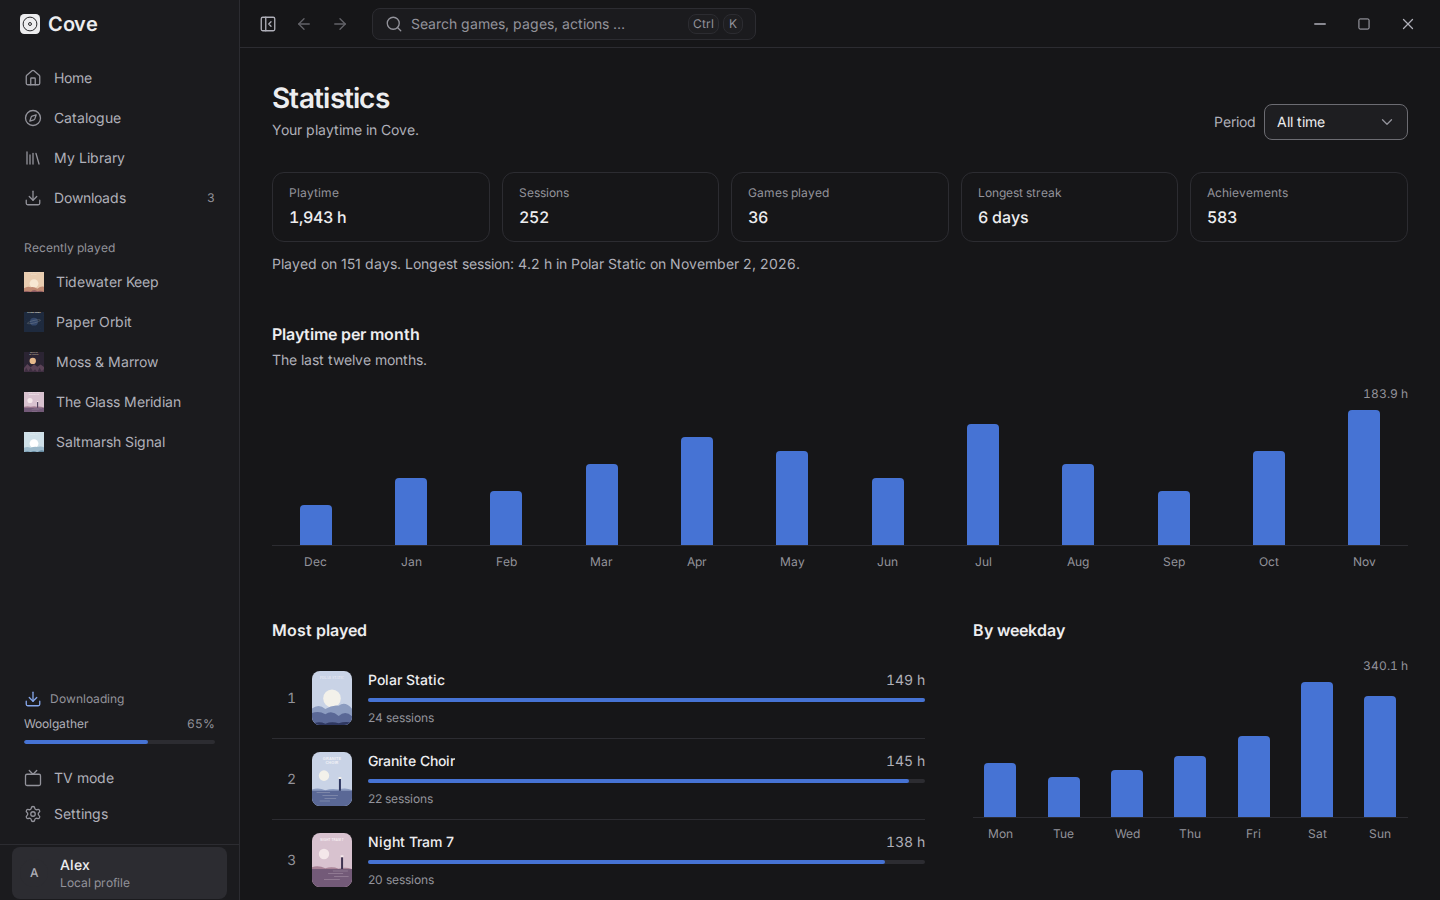 Cove
Search games, pages, actions ...
Ctrl
K
Home
Catalogue
My Library
Downloads
3
Recently played
Tidewater Keep
Paper Orbit
Moss & Marrow
The Glass Meridian
Saltmarsh Signal
Downloading
Woolgather
65%
TV mode
Settings
A
Alex
Local profile
Statistics
Your playtime in Cove.
Period
All time
Playtime
1,943 h
Sessions
252
Games played
36
Longest streak
6 days
Achievements
583
Played on 151 days. Longest session: 4.2 h in Polar Static on November 2, 2026.
Playtime per month
The last twelve months.
183.9 h
Dec
Jan
Feb
Mar
Apr
May
Jun
Jul
Aug
Sep
Oct
Nov
Most played
1
Polar Static
149 h
24 sessions
2
Granite Choir
145 h
22 sessions
3
Night Tram 7
138 h
20 sessions
By weekday
340.1 h
Mon
Tue
Wed
Thu
Fri
Sat
Sun